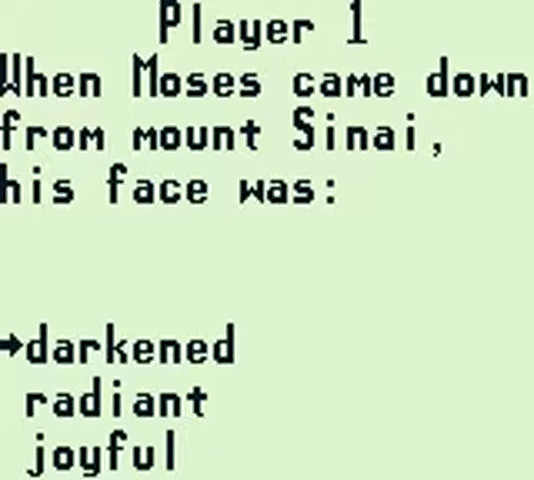 Player 1
When Moses came down
from mount Sinai,
his face was:
→darkened
radiant
joyful